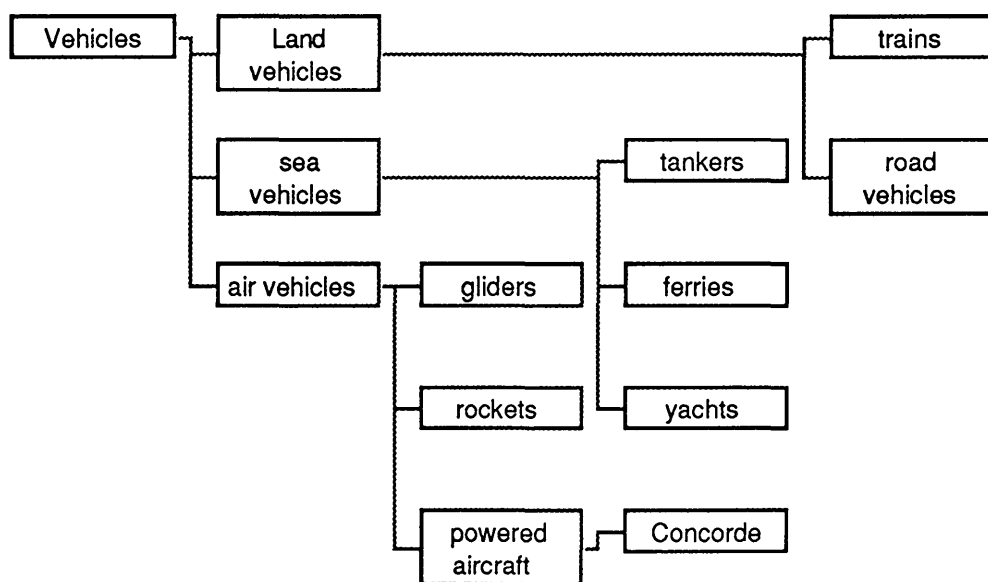 Vehicles
Land
vehicles
trains
sea
vehicles
tankers
road
vehicles
air vehicles
gliders
ferries
rockets
yachts
powered
aircraft
Concorde